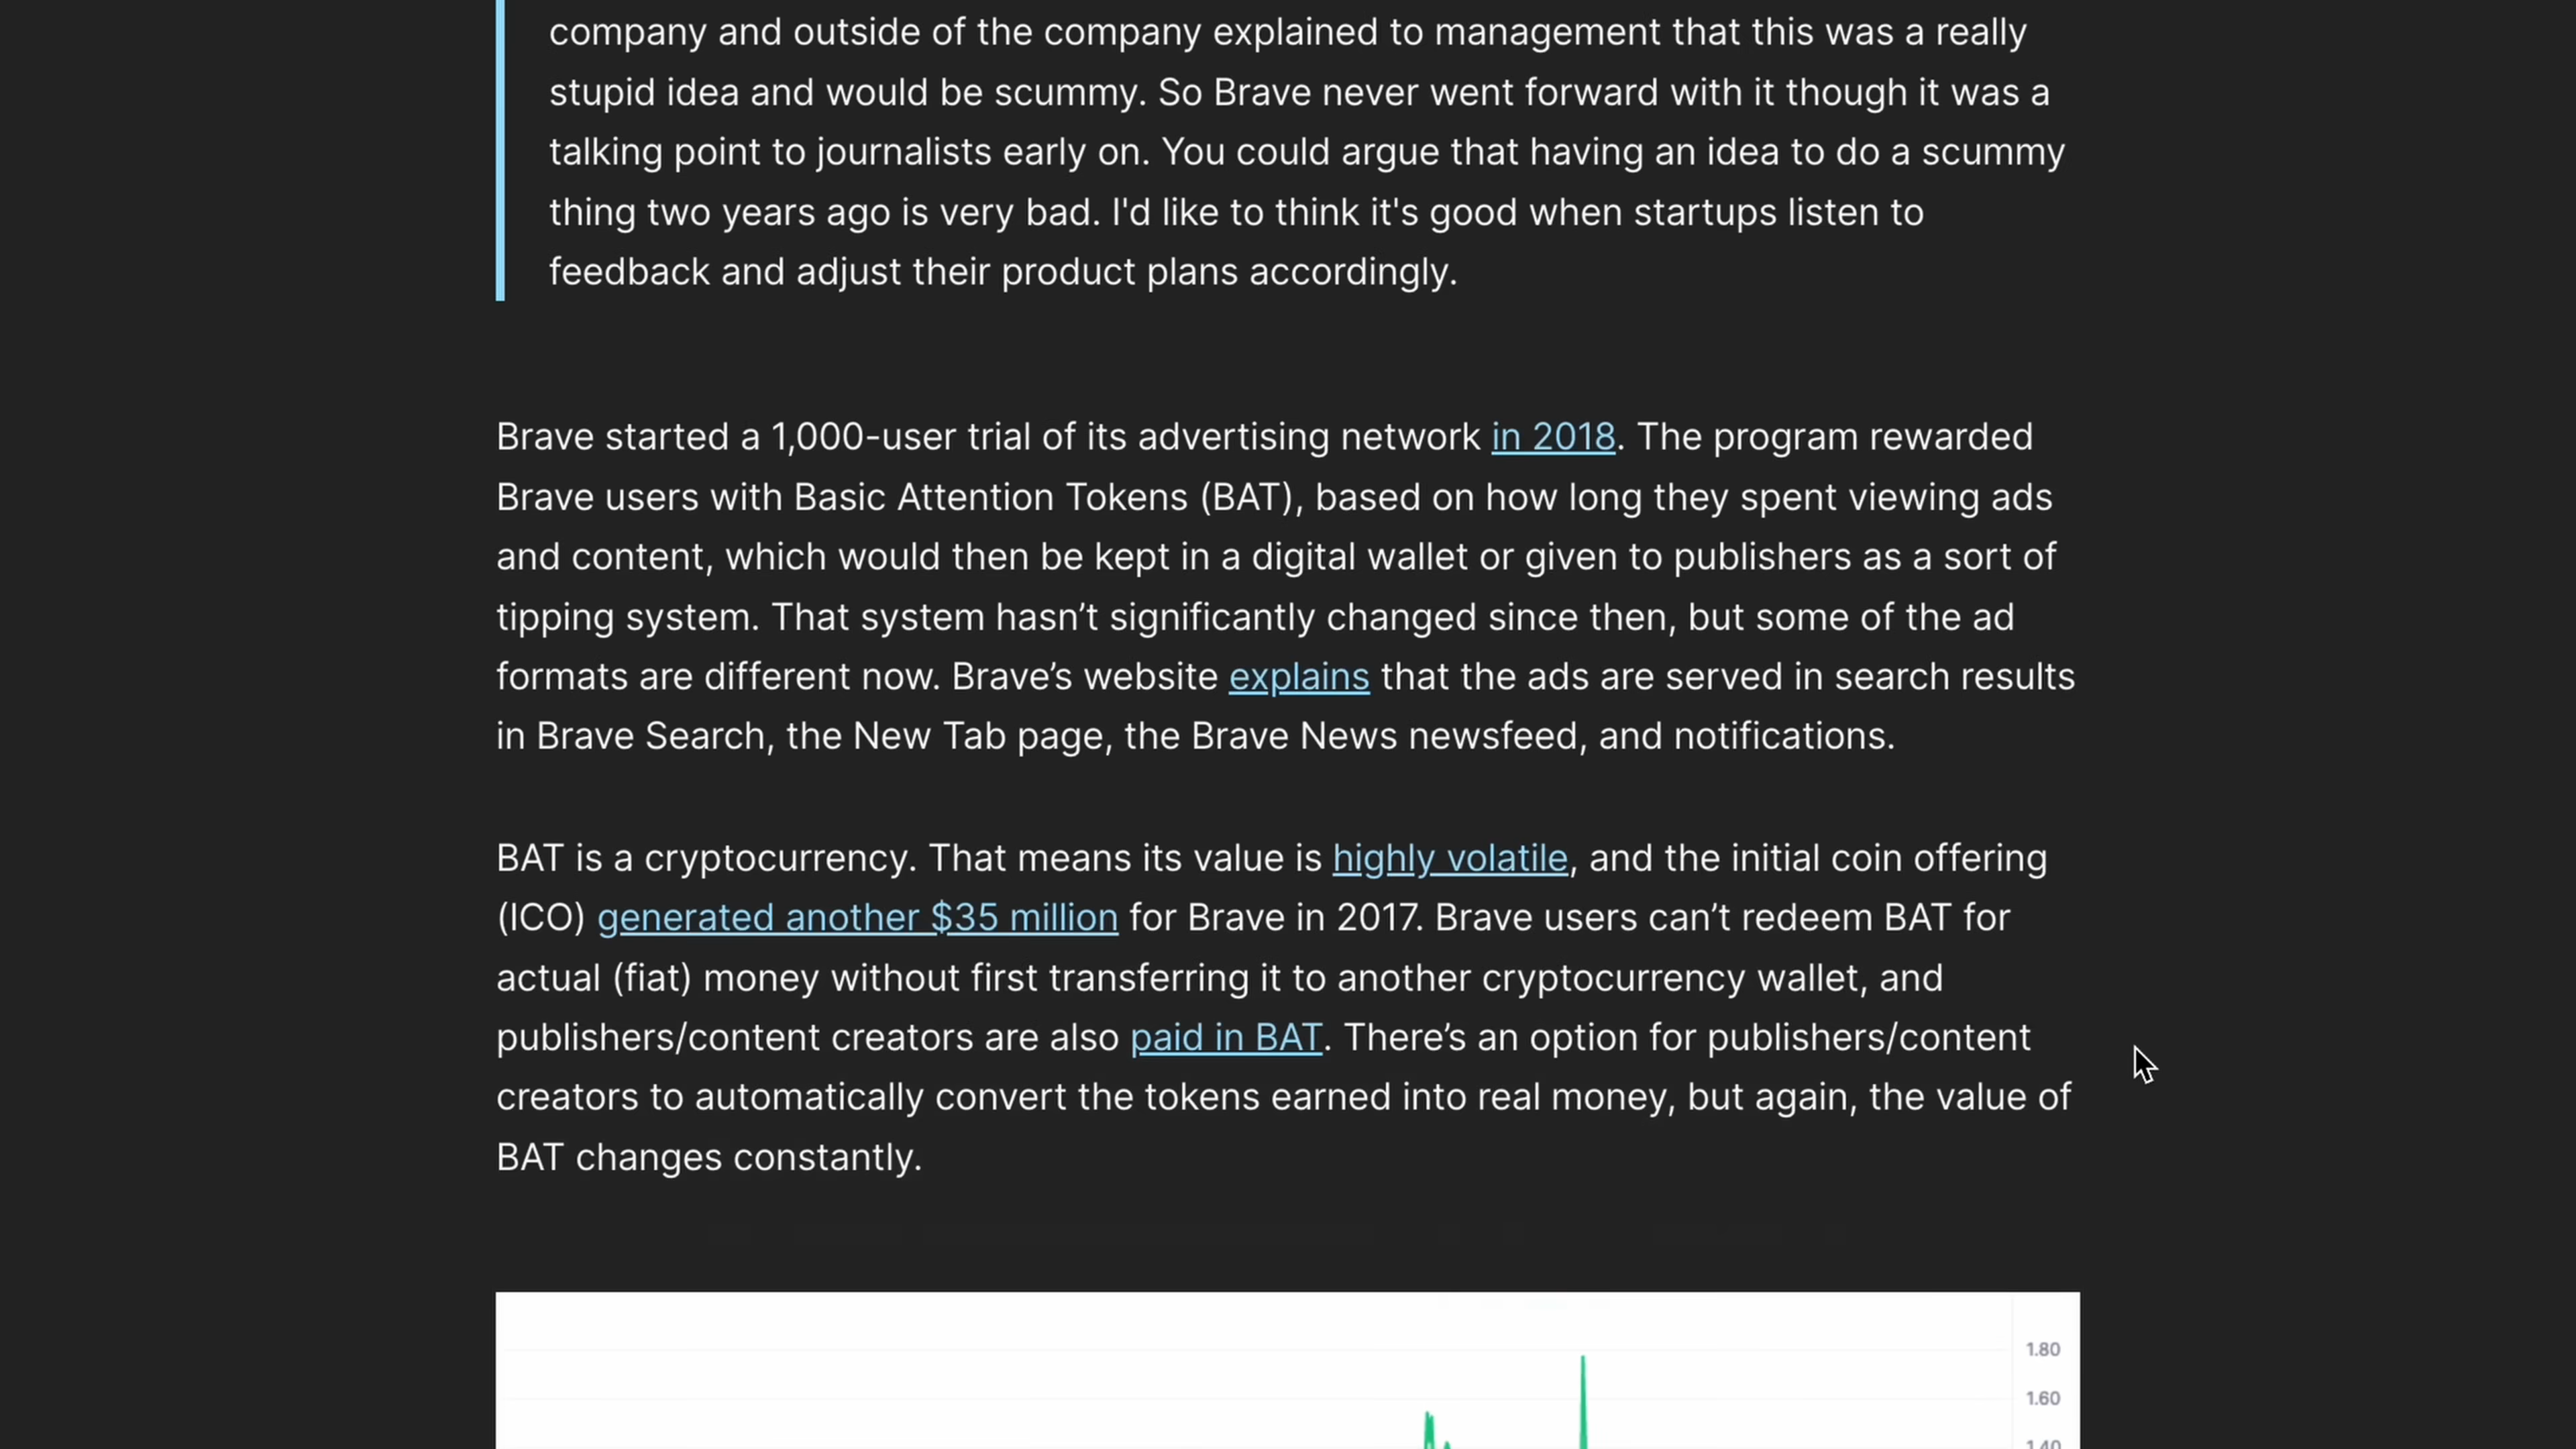 company and outside of the company explained to management that this was a really
stupid idea and would be scummy. So Brave never went forward with it though it was a
talking point to journalists early on. You could argue that having an idea to do a scummy
thing two years ago is very bad. I'd like to think it's good when startups listen to
feedback and adjust their product plans accordingly.
Brave started a 1,000-user trial of its advertising network in 2018. The program rewarded
Brave users with Basic Attention Tokens (BAT), based on how long they spent viewing ads
and content, which would then be kept in a digital wallet or given to publishers as a sort of
tipping system. That system hasn’t significantly changed since then, but some of the ad
formats are different now. Brave’s website explains that the ads are served in search results
in Brave Search, the New Tab page, the Brave News newsfeed, and notifications.
BAT is a cryptocurrency. That means its value is highly volatile, and the initial coin offering
(ICO) generated another $35 million for Brave in 2017. Brave users can’t redeem BAT for
actual (fiat) money without first transferring it to another cryptocurrency wallet, and
publishers/content creators are also paid in BAT. There’s an option for publishers/content
creators to automatically convert the tokens earned into real money, but again, the value of
BAT changes constantly.
1.80
1.60
1.40